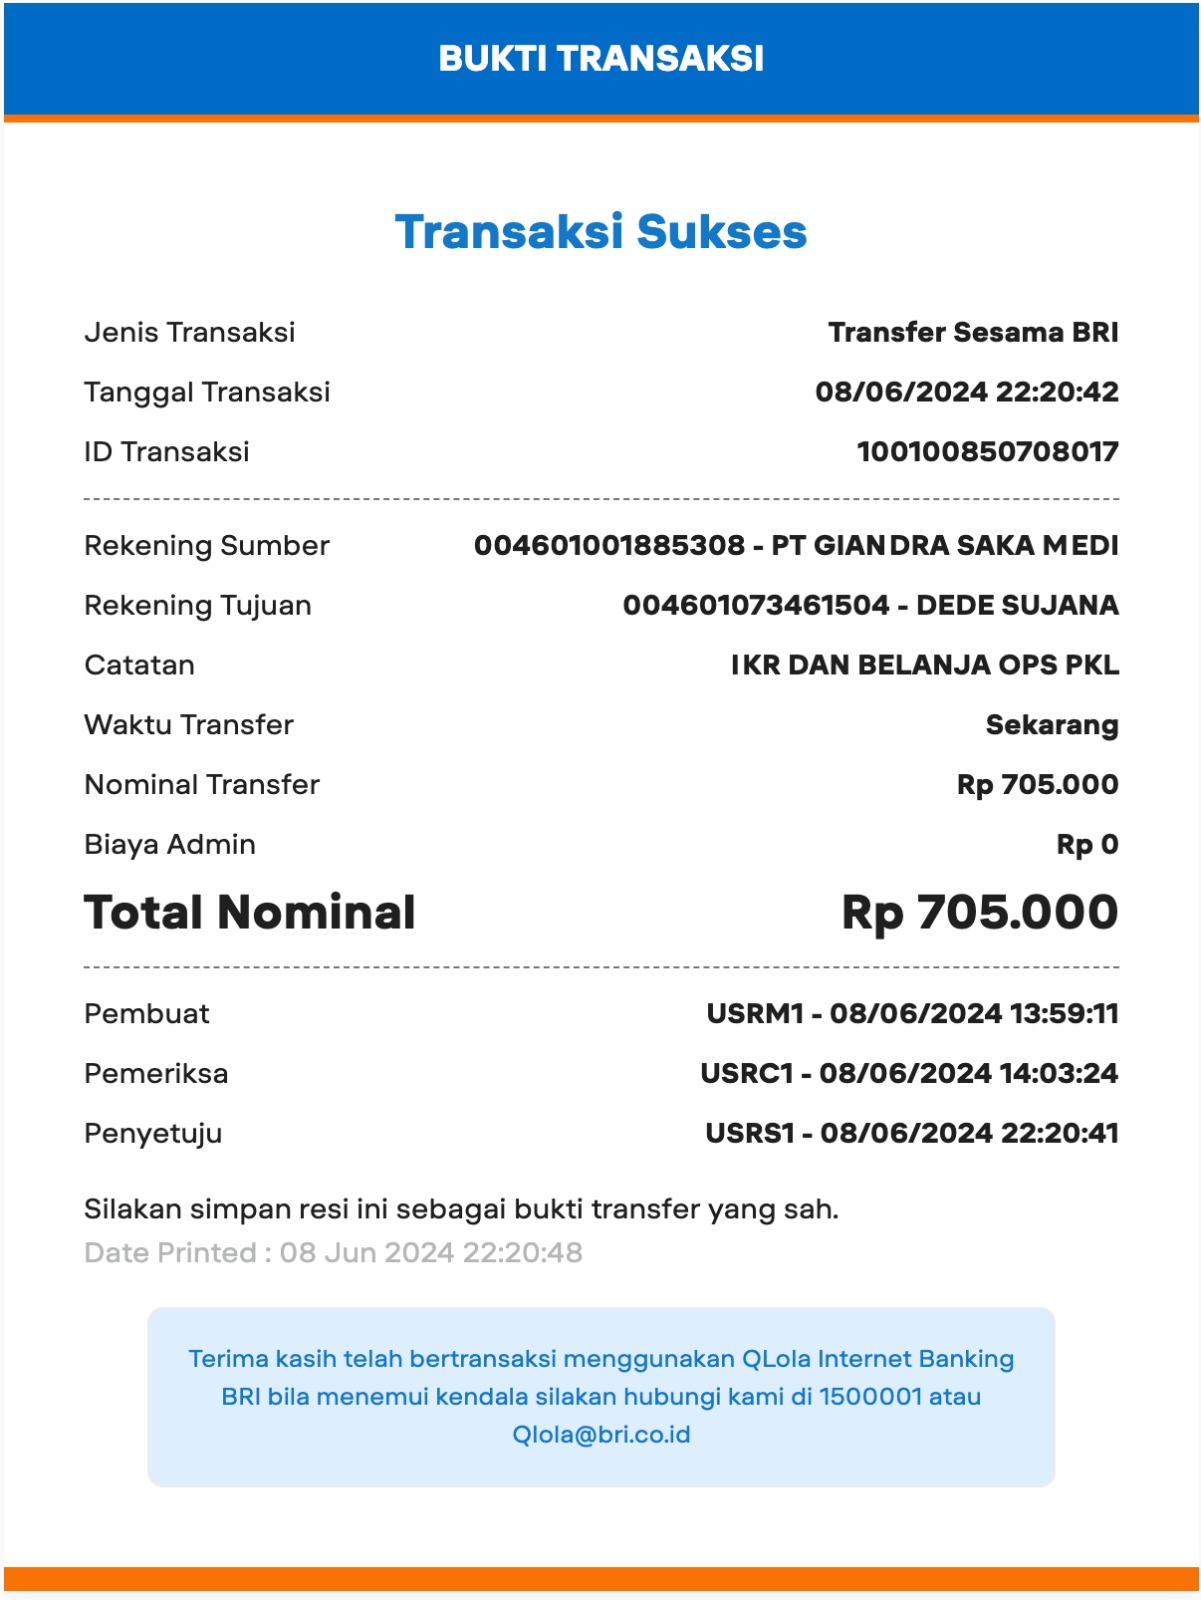 BUKTI TRANSAKSI
Transaksi Sukses
Jenis Transaksi Transfer Sesama BRI
Tanggal Transaksi 08/06/2024 22:20:42
ID Transaksi 100100850708017
Rekening Sumber 004601001885308 - PT GIANDRA SAKA MEDI
Rekening Tujuan 004601073461504 - DEDE SUJANA
Catatan IKR DAN BELANJA OPS PKL
Waktu Transfer Sekarang
Nominal Transfer Rp 705.000
Biaya Admin Rp 0
Total Nominal Rp 705.000
Pembuat USRM1 - 08/06/2024 13:59:11
Pemeriksa USRC1 - 08/06/2024 14:03:24
Penyetuju USRS1 - 08/06/2024 22:20:41
Silakan simpan resi ini sebagai bukti transfer yang sah.
Date Printed : 08 Jun 2024 22:20:48
Terima kasih telah bertransaksi menggunakan QLola Internet Banking
BRI bila menemui kendala silakan hubungi kami di 1500001 atau
Qlola@bri.co.id